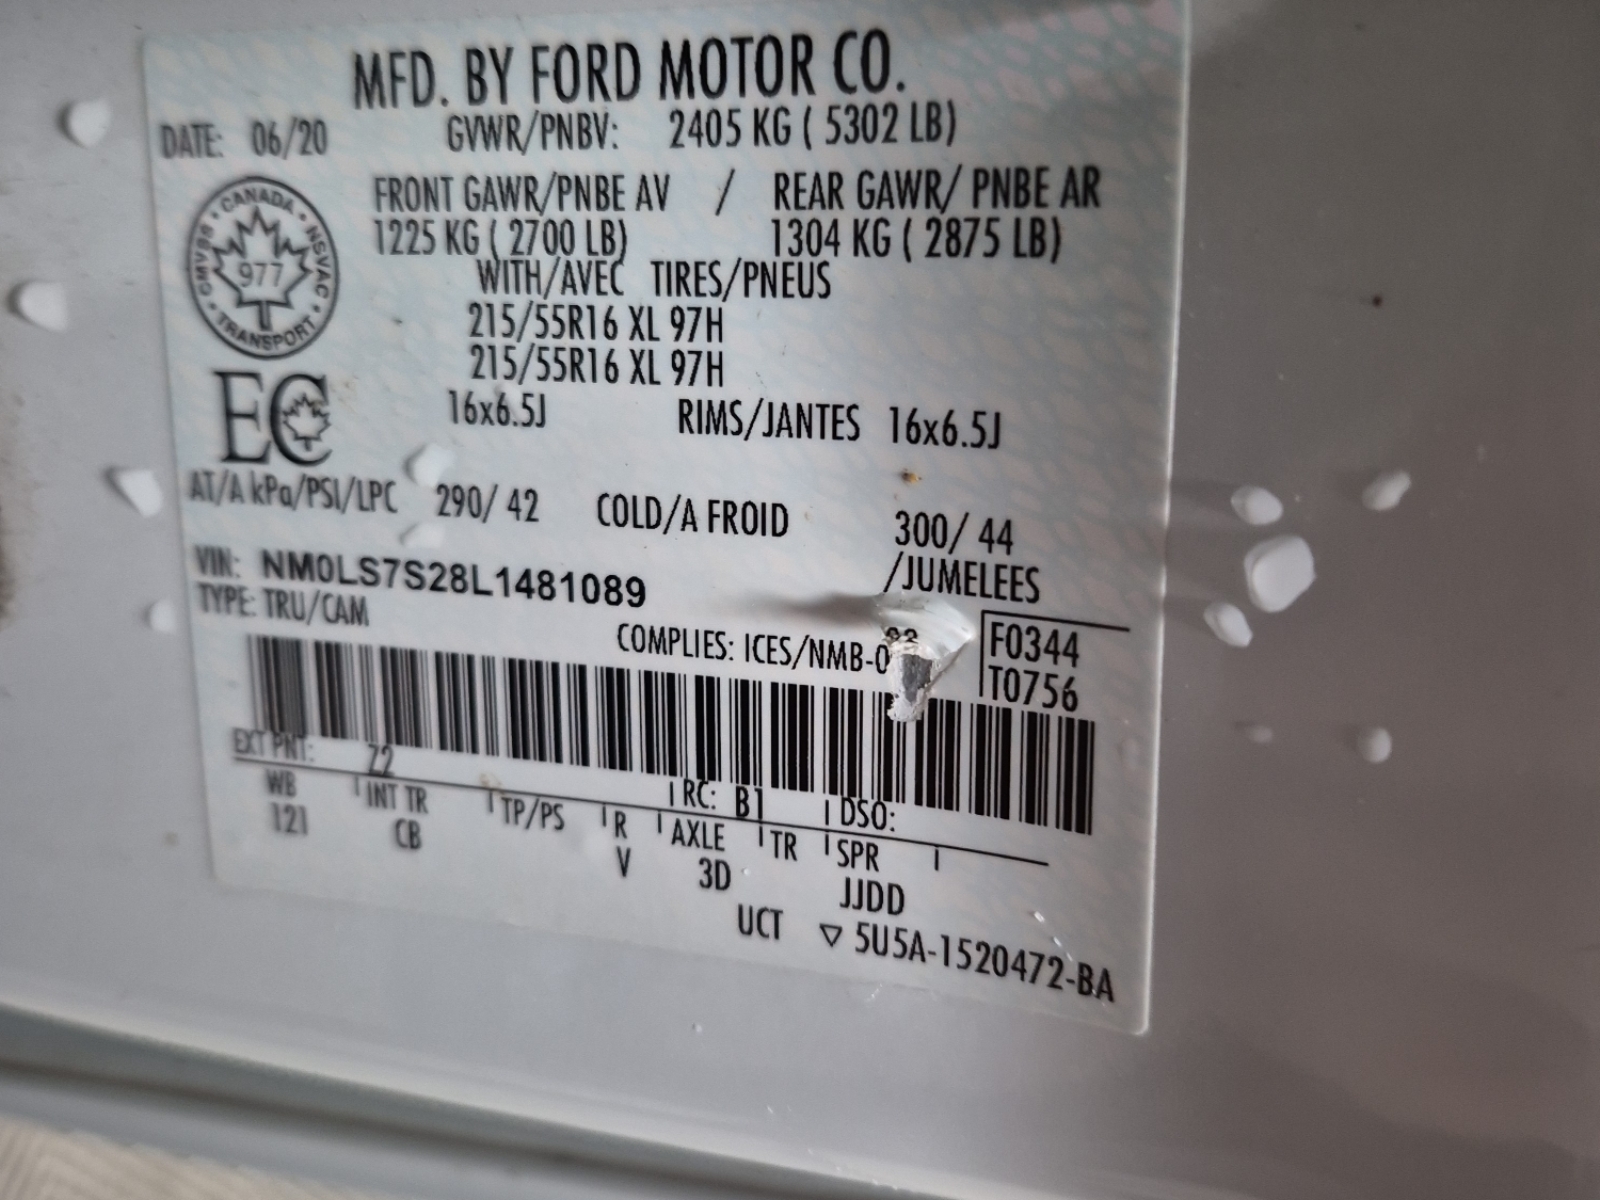 MFD. BY FORD MOTOR CO.
DATE: 06/20 GVWR/PNBV: 2405 KG ( 5302 LB)
FRONT GAWR/PNBE AV / REAR GAWR/ PNBE AR
1225 KG ( 2700 LB) 1304 KG ( 2875 LB)
WITH/AVEC TIRES/PNEUS
215/55R16 XL 97H
215/55R16 XL 97H
16x6.5J RIMS/JANTES 16x6.5J
CANADA
CMVSS NSVAC
977
TRANSPORT
EC
AT/A kPa/PSI/LPC 290/ 42 COLD/A FROID 300/ 44
/JUMELEES
VIN: NM0LS7S28L1481089
TYPE: TRU/CAM
COMPLIES: ICES/NMB-0
F0344
T0756
EXT PNT: Z2 RC: B1 DSO:
WB INT TR TP/PS R AXLE TR SPR
121 CB V 3D JJDD
UCT ▽ 5U5A-1520472-BA